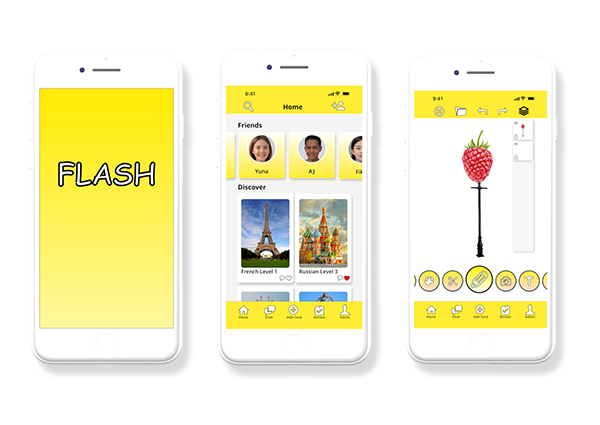 FLASH
9:41
Home
Friends
Yuna
AJ
Discover
French Level 1
Russian Level 3
Home Chat Add Card Review Admin
9:41
T
Home Chat Add Card Review Admin